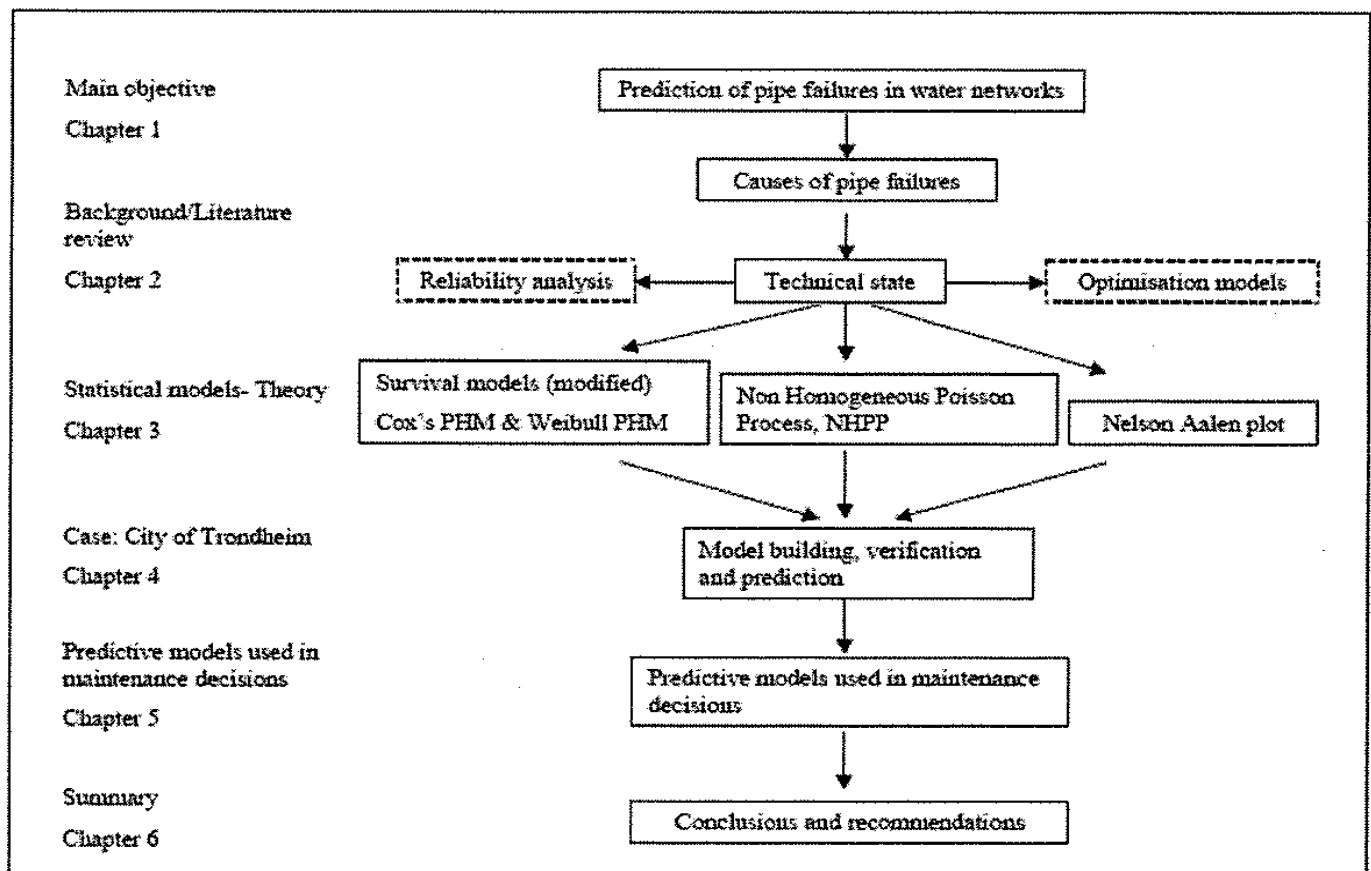 Main objective
Chapter 1
Prediction of pipe failures in water networks
Causes of pipe failures
Background/Literature
review
Chapter 2
Reliability analysis
Technical state
Optimisation models
Statistical models- Theory
Chapter 3
Survival models (modified)
Cox's PHM & Weibull PHM
Non Homogeneous Poisson
Process, NHPP
Nelson Aalen plot
Case: City of Trondheim
Chapter 4
Model building, verification
and prediction
Predictive models used in
maintenance decisions
Chapter 5
Predictive models used in maintenance
decisions
Summary
Chapter 6
Conclusions and recommendations